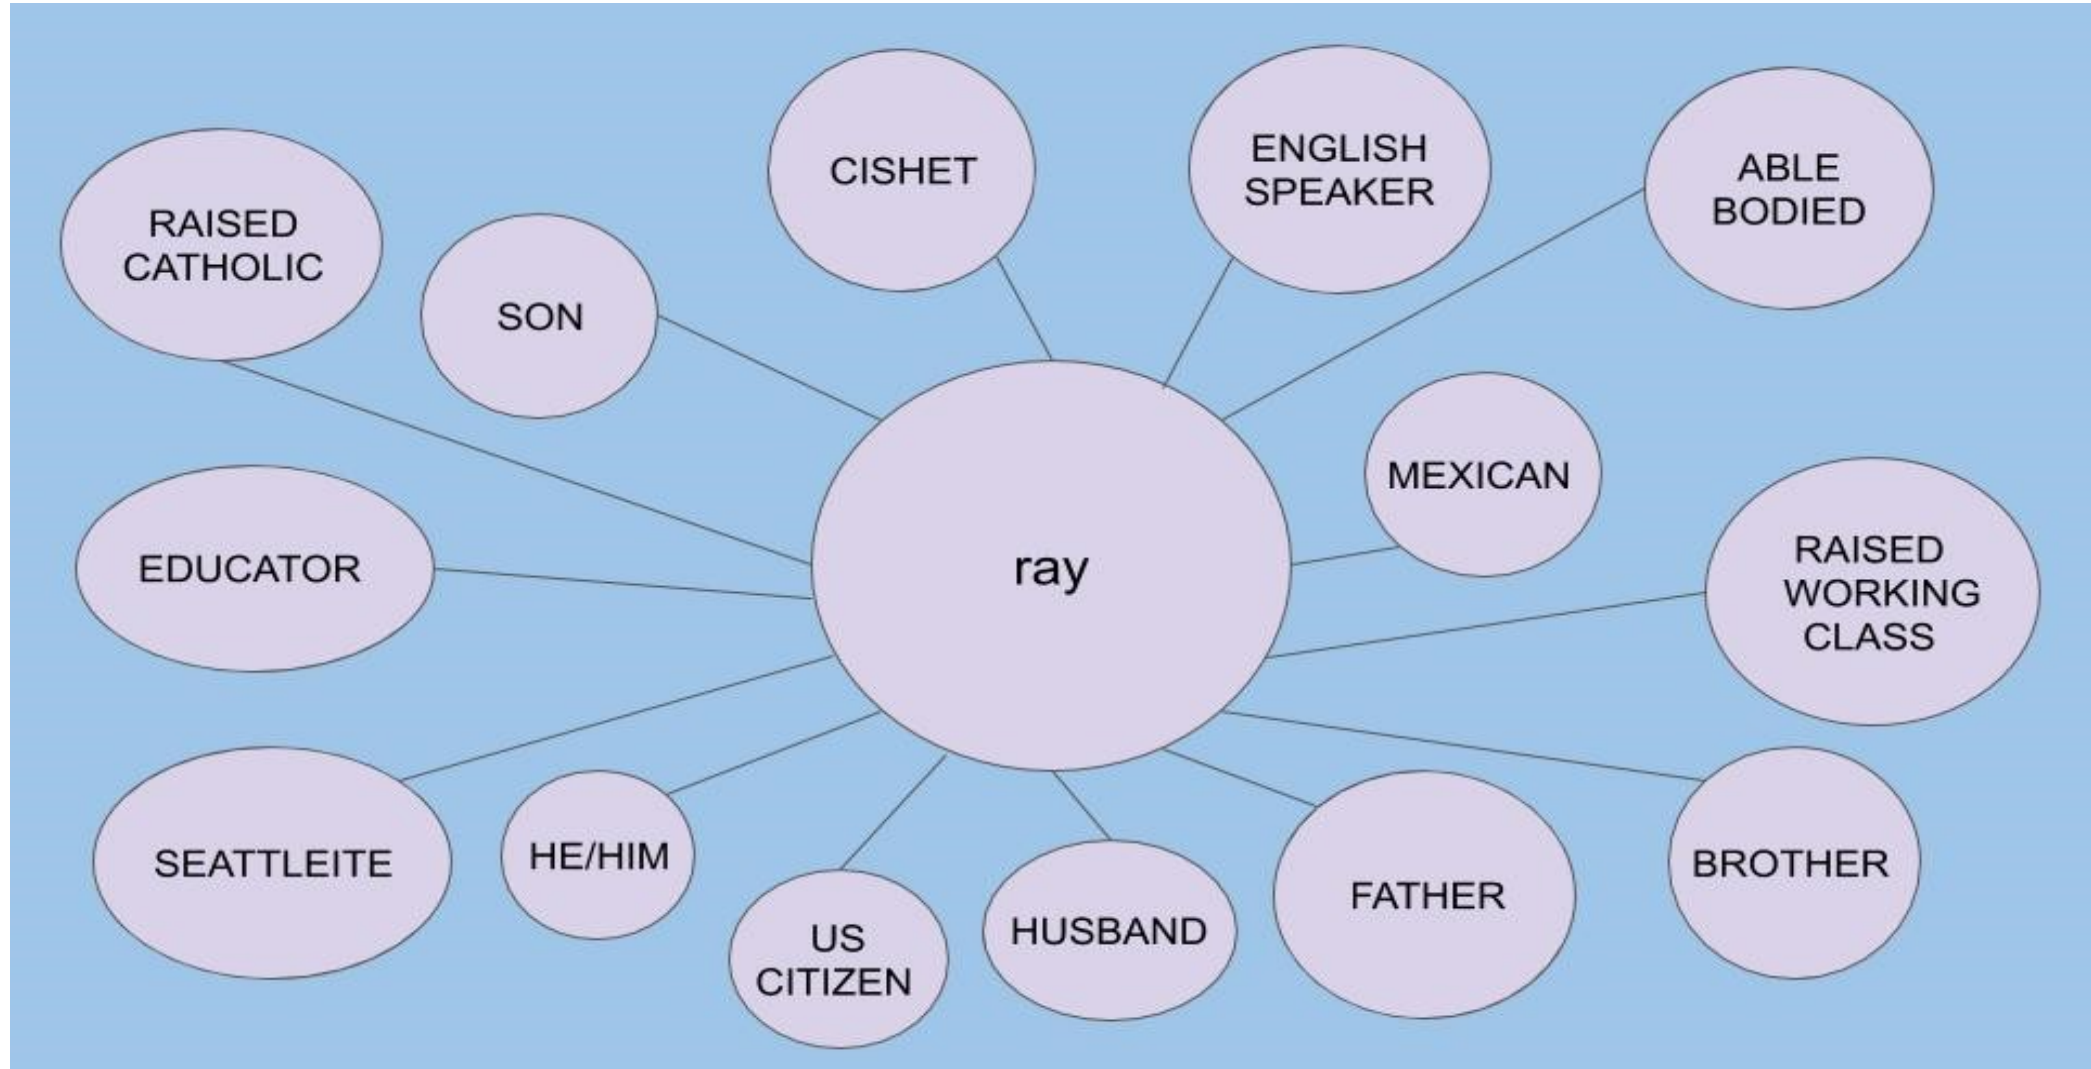 CISHET
ENGLISH
SPEAKER
ABLE
BODIED
RAISED
CATHOLIC
SON
MEXICAN
EDUCATOR
ray
RAISED
WORKING
CLASS
SEATTLEITE
HE/HIM
US
CITIZEN
HUSBAND
FATHER
BROTHER